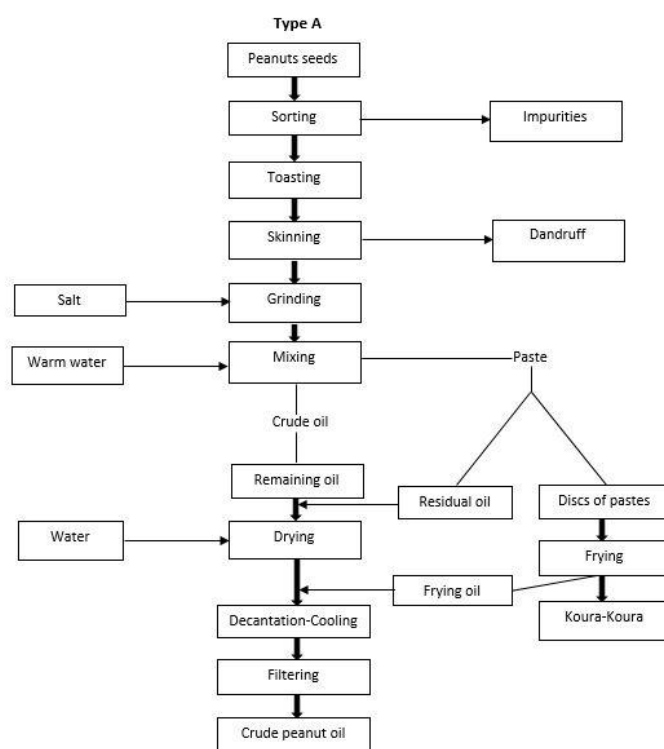 Type A
Peanuts seeds
Sorting
Impurities
Toasting
Skinning
Dandruff
Salt
Grinding
Warm water
Mixing
Paste
Crude oil
Remaining oil
Residual oil
Discs of pastes
Water
Drying
Frying
Frying oil
Decantation-Cooling
Koura-Koura
Filtering
Crude peanut oil